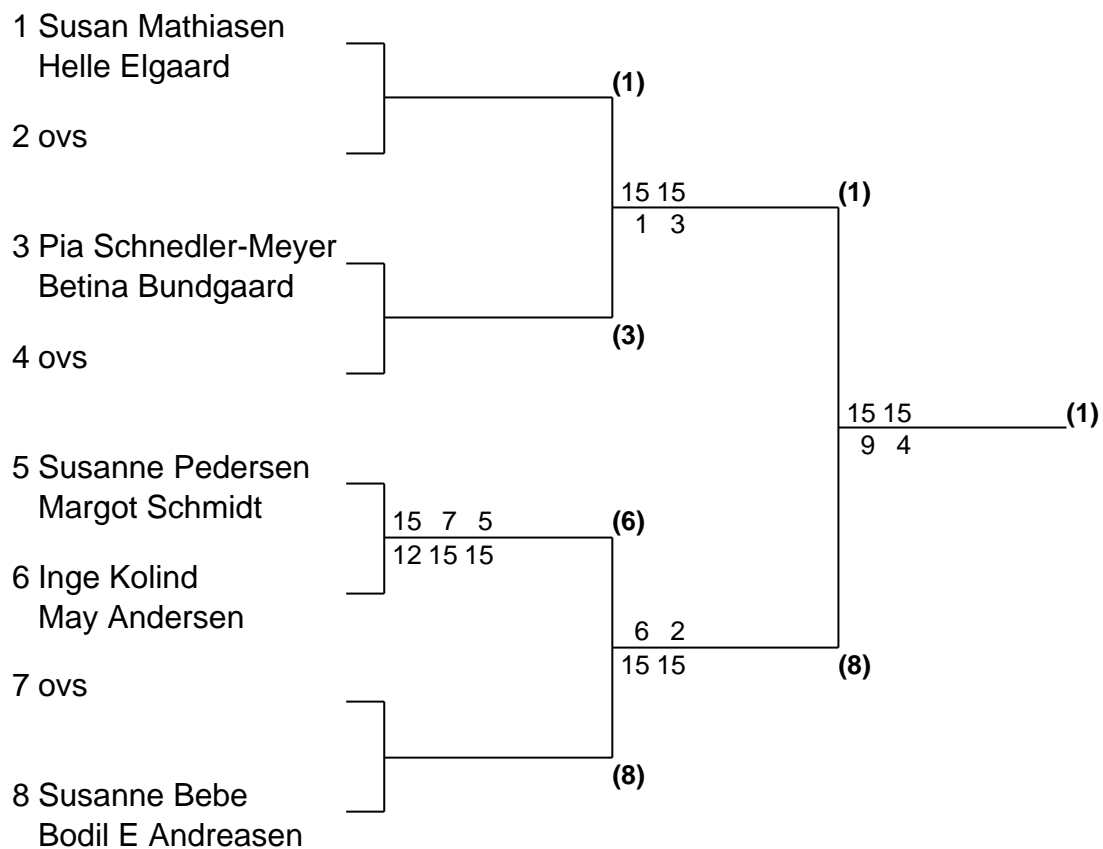 1 Susan Mathiasen
Helle Elgaard
(1)
2 ovs
15 15
(1)
1 3
3 Pia Schnedler-Meyer
Betina Bundgaard
(3)
4 ovs
15 15
(1)
9 4
5 Susanne Pedersen
Margot Schmidt
15 7 5
(6)
12 15 15
6 Inge Kolind
May Andersen
6 2
15 15
(8)
7 ovs
(8)
8 Susanne Bebe
Bodil E Andreasen